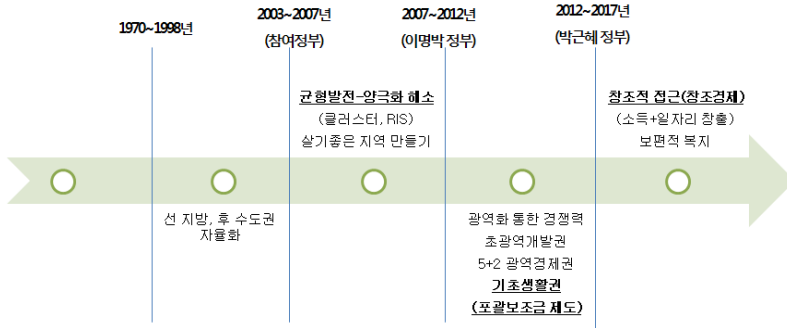 1970~1998년
2003~2007년
(참여정부)
2007~2012년
(이명박 정부)
2012~2017년
(박근혜 정부)
균형발전-양극화 해소
(클러스터, RIS)
살기좋은 지역 만들기
창조적 접근(창조경제)
(소득+일자리 창출)
보편적 복지
선 지방, 후 수도권
자율화
광역화 통한 경쟁력
초광역개발권
5+2 광역경제권
기초생활권
(포괄보조금 제도)